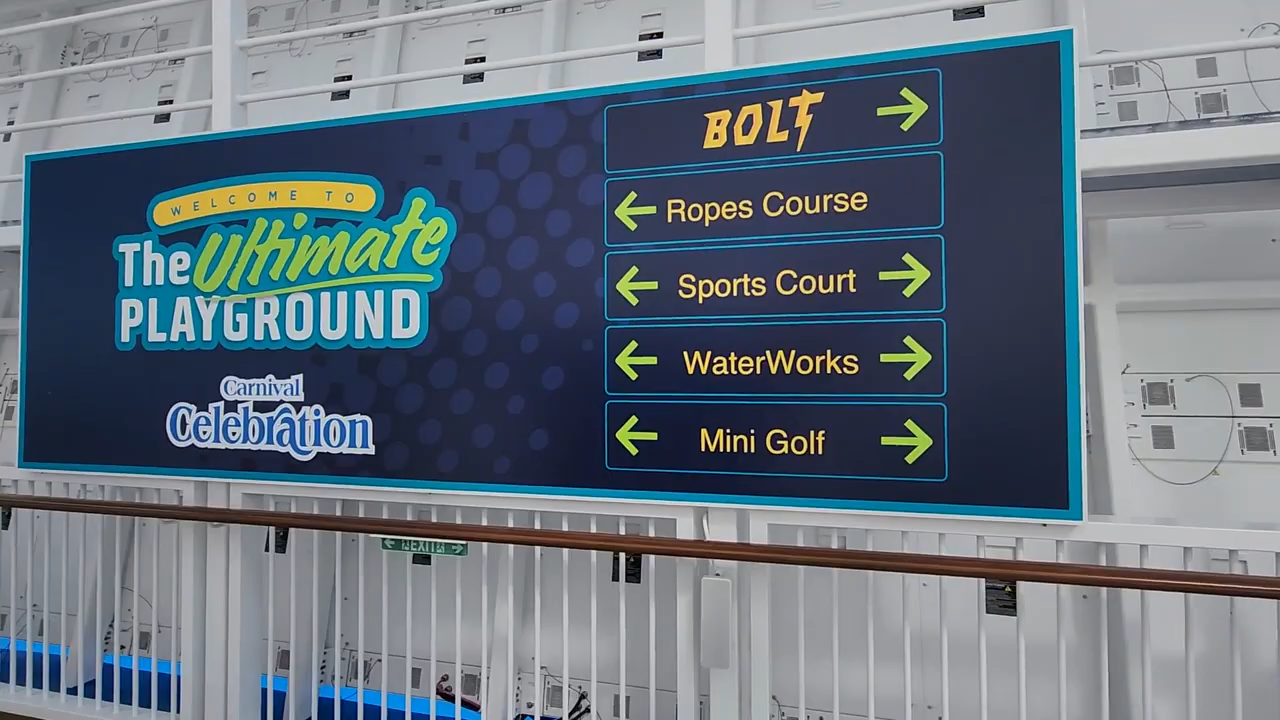 WELCOME TO
The Ultimate
PLAYGROUND
Carnival
Celebration
BOLT
Ropes Course
Sports Court
WaterWorks
Mini Golf
EXIT